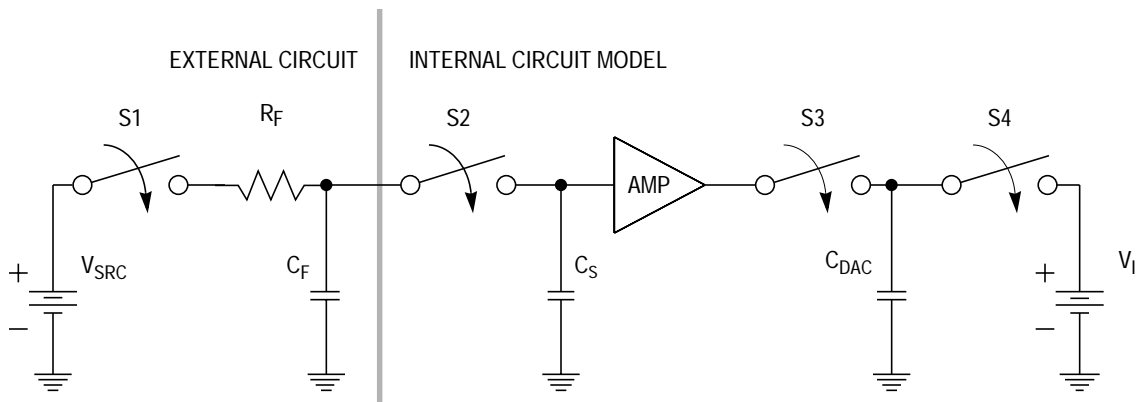 EXTERNAL CIRCUIT
INTERNAL CIRCUIT MODEL
S1
RF
S2
S3
S4
AMP
+
VSRC
CF
CS
CDAC
+
VI
–
–